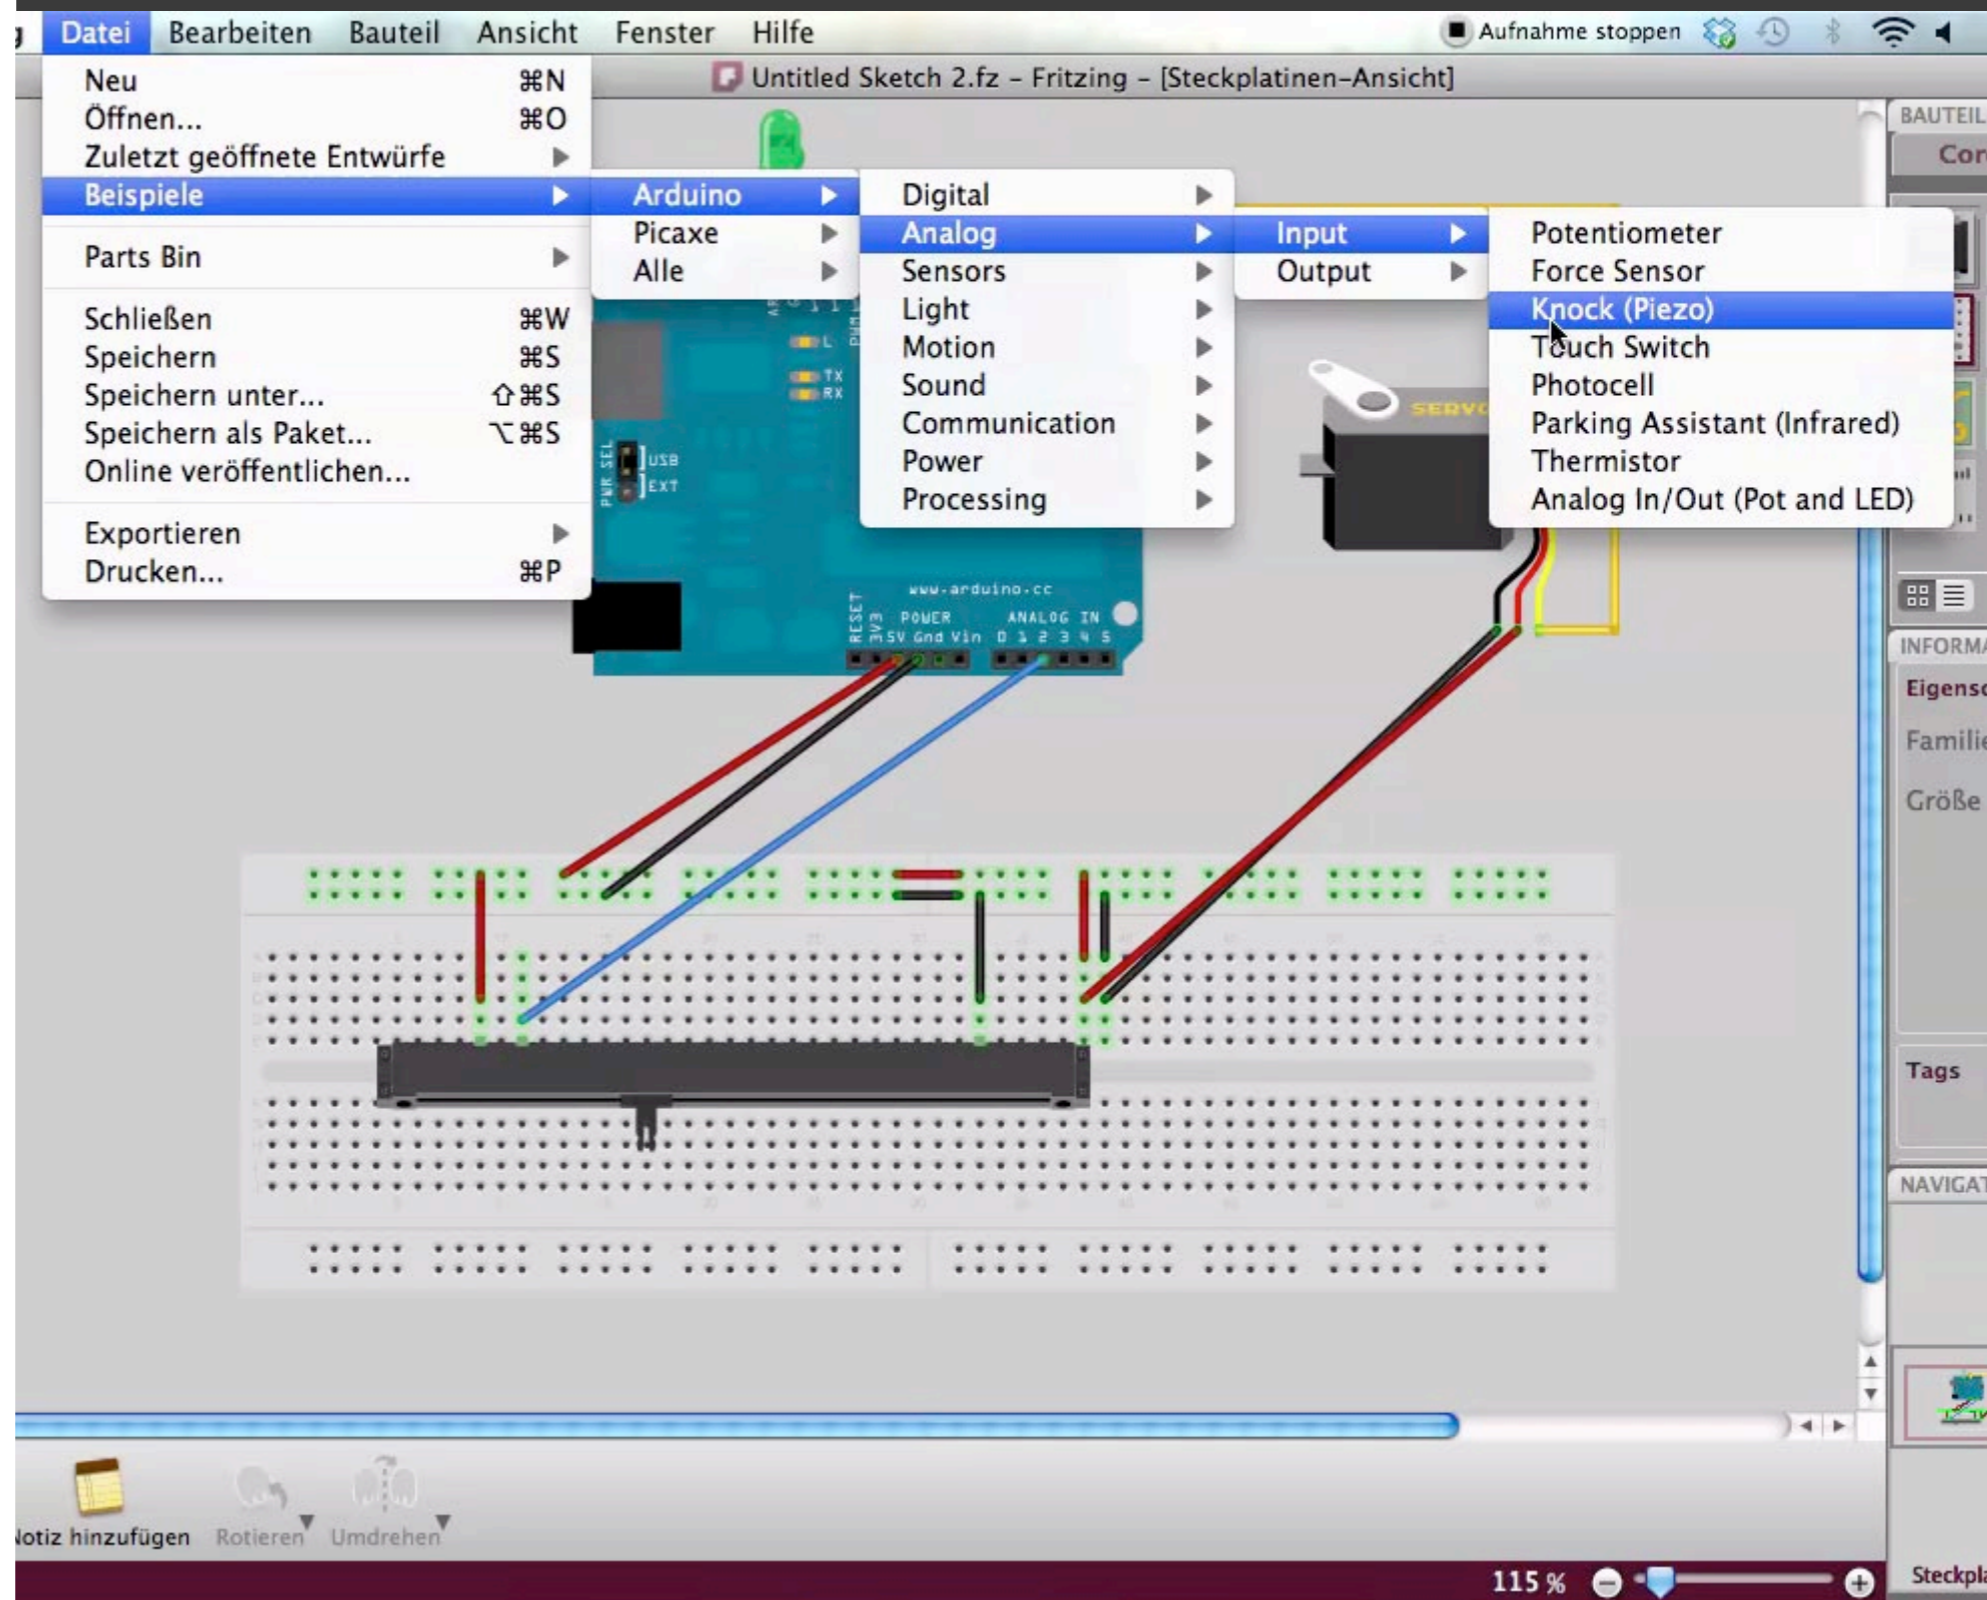 Datei Bearbeiten Bauteil Ansicht Fenster Hilfe
Aufnahme stoppen
Untitled Sketch 2.fz – Fritzing – [Steckplatinen-Ansicht]
Neu ⌘N
Öffnen... ⌘O
Zuletzt geöffnete Entwürfe
Beispiele
Parts Bin
Schließen ⌘W
Speichern ⌘S
Speichern unter... ⇧⌘S
Speichern als Paket... ⌥⌘S
Online veröffentlichen...
Exportieren
Drucken... ⌘P
Arduino
Picaxe
Alle
Digital
Analog
Sensors
Light
Motion
Sound
Communication
Power
Processing
Input
Output
Potentiometer
Force Sensor
Knock (Piezo)
Touch Switch
Photocell
Parking Assistant (Infrared)
Thermistor
Analog In/Out (Pot and LED)
L
TX
RX
PWR SEL
USB
EXT
www.arduino.cc
RESET
3V3
POWER
5V Gnd Vin
ANALOG IN
0 1 2 3 4 5
BAUTEIL
Cor
INFORMA
Eigensc
Familie
Größe
Tags
NAVIGAT
Notiz hinzufügen Rotieren Umdrehen
115 %
Steckpla